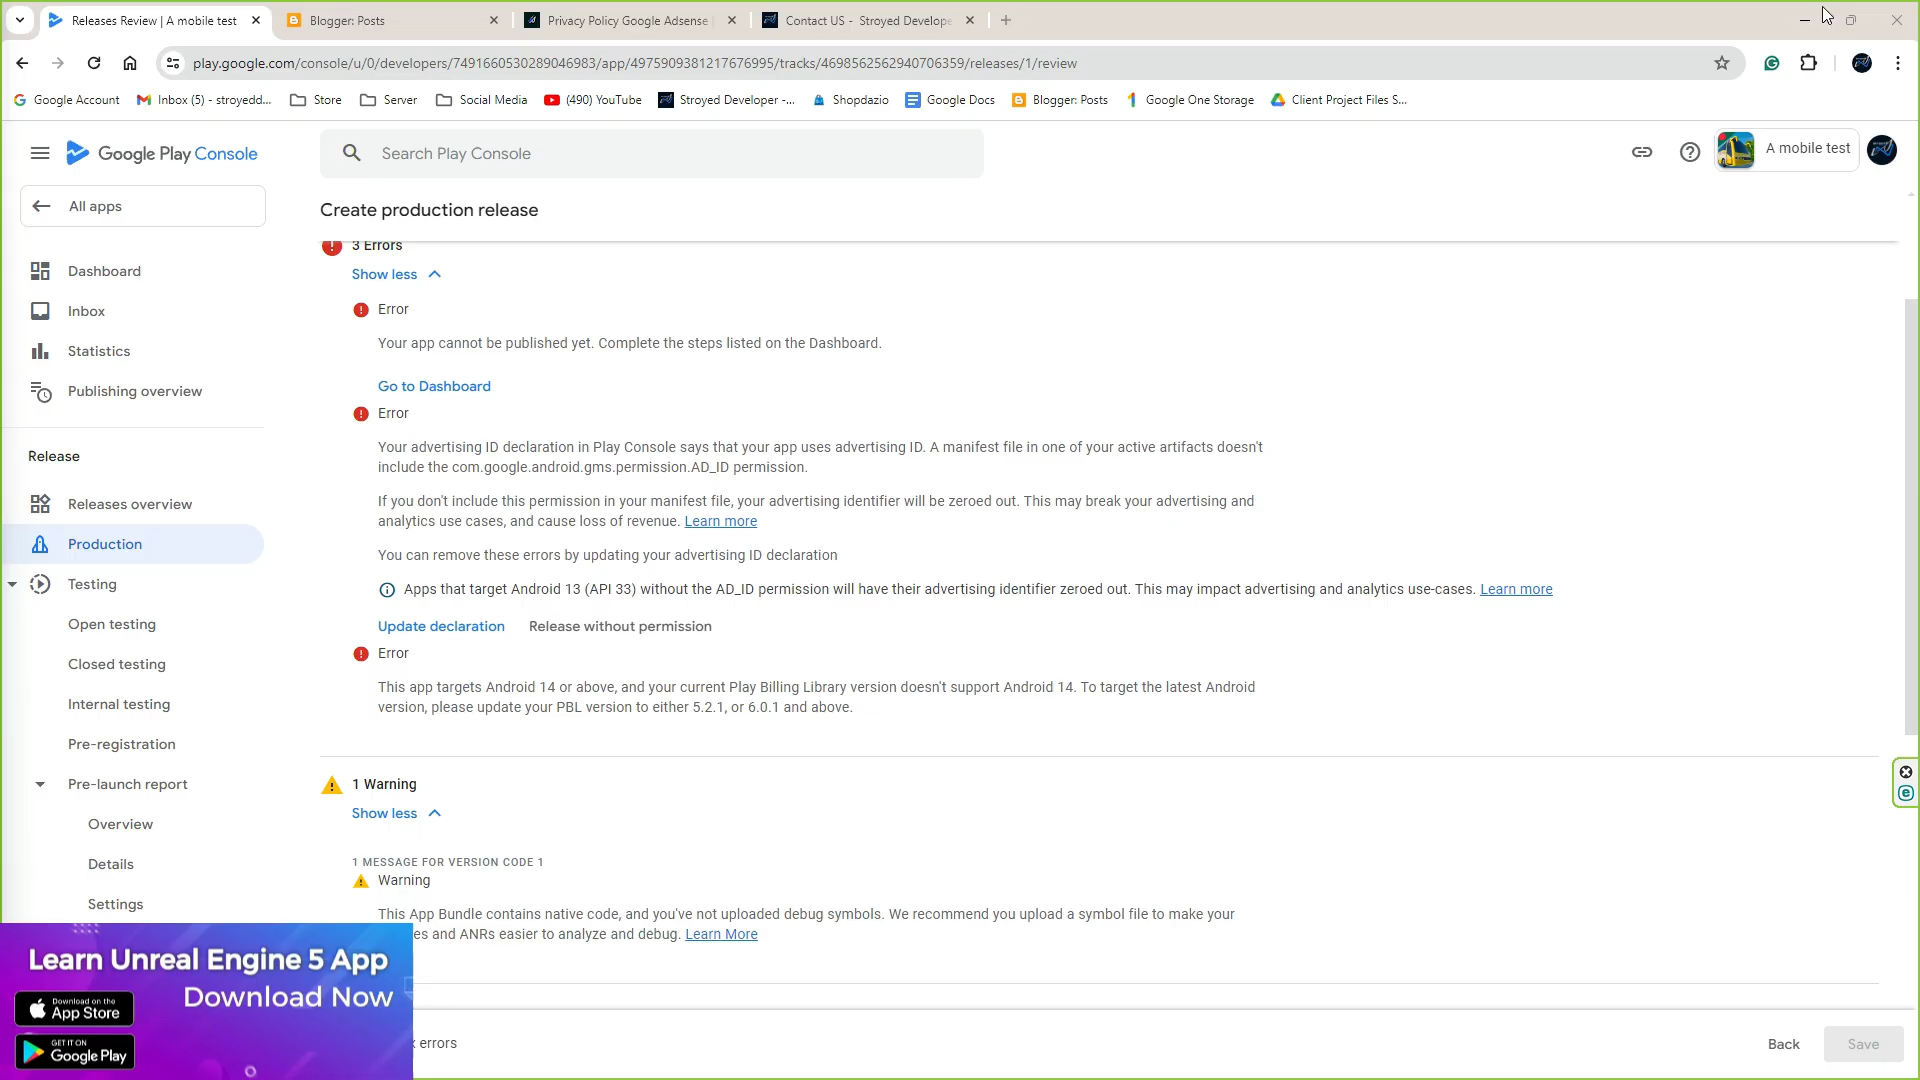 Releases Review | A mobile test
Blogger: Posts
Privacy Policy Google Adsense
Contact US - Stroyed Develope
play.google.com/console/u/0/developers/7491660530289046983/app/4975909381217676995/tracks/4698562562940706359/releases/1/review
Google Account
Inbox (5) - stroyedd...
Store
Server
Social Media
(490) YouTube
Stroyed Developer -...
Shopdazio
Google Docs
Blogger: Posts
Google One Storage
Client Project Files S...
Google Play Console
Search Play Console
A mobile test
All apps
Create production release
Dashboard
Inbox
Statistics
Publishing overview
Release
Releases overview
Production
Testing
Open testing
Closed testing
Internal testing
Pre-registration
Pre-launch report
Overview
Details
Settings
3 Errors
Show less
Error
Your app cannot be published yet. Complete the steps listed on the Dashboard.
Go to Dashboard
Error
Your advertising ID declaration in Play Console says that your app uses advertising ID. A manifest file in one of your active artifacts doesn't
include the com.google.android.gms.permission.AD_ID permission.
If you don't include this permission in your manifest file, your advertising identifier will be zeroed out. This may break your advertising and
analytics use cases, and cause loss of revenue. Learn more
You can remove these errors by updating your advertising ID declaration
Apps that target Android 13 (API 33) without the AD_ID permission will have their advertising identifier zeroed out. This may impact advertising and analytics use-cases. Learn more
Update declaration Release without permission
Error
This app targets Android 14 or above, and your current Play Billing Library version doesn't support Android 14. To target the latest Android
version, please update your PBL version to either 5.2.1, or 6.0.1 and above.
1 Warning
Show less
1 MESSAGE FOR VERSION CODE 1
Warning
This App Bundle contains native code, and you've not uploaded debug symbols. We recommend you upload a symbol file to make your
es and ANRs easier to analyze and debug. Learn More
errors
Back
Save
Learn Unreal Engine 5 App
Download Now
Download on the
App Store
GET IT ON
Google Play